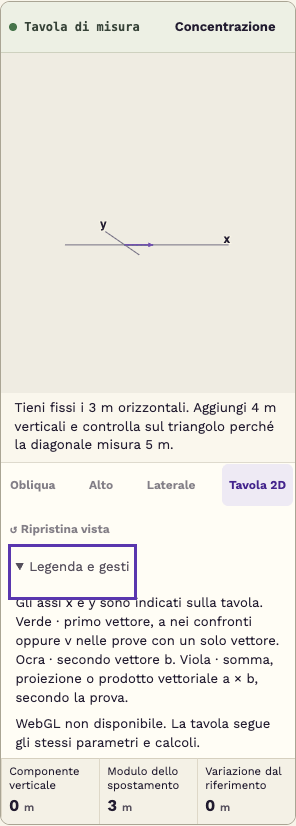 Tavola di misura Concentrazione
y
x
Tieni fissi i 3 m orizzontali. Aggiungi 4 m
verticali e controlla sul triangolo perché
la diagonale misura 5 m.
Obliqua Alto Laterale Tavola 2D
↺ Ripristina vista
▼ Legenda e gesti
Gli assi x e y sono indicati sulla tavola.
Verde · primo vettore, a nei confronti
oppure v nelle prove con un solo vettore.
Ocra · secondo vettore b. Viola · somma,
proiezione o prodotto vettoriale a × b,
secondo la prova.
WebGL non disponibile. La tavola segue
gli stessi parametri e calcoli.
Componente verticale
0 m
Modulo dello spostamento
3 m
Variazione dal riferimento
0 m